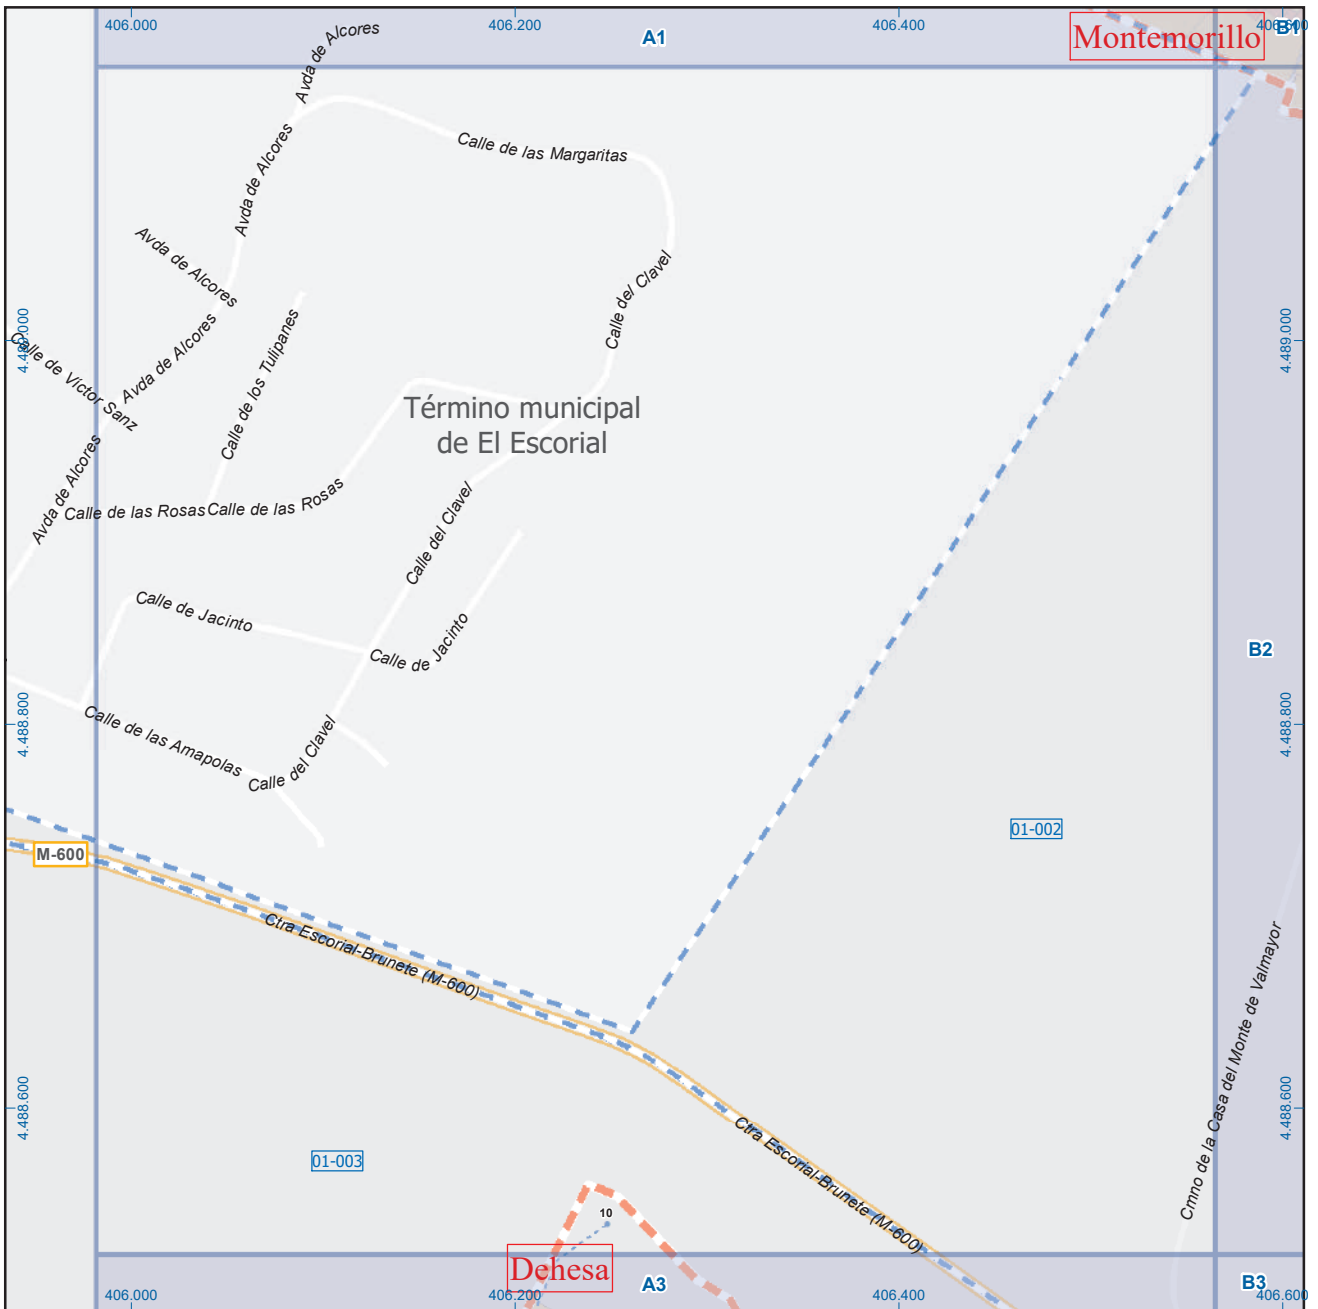 406.000
406.200
406.400
406.600
A1
B1
Montemorillo
Avda de Alcores
Calle de las Margaritas
Avda de Alcores
Avda de Alcores
Calle del Clavel
4.489.000
4.489.000
Avda de Alcores
Calle de Víctor Sanz
Calle de los Tulipanes
Término municipal
de El Escorial
Avda de Alcores
Calle de las Rosas
Calle de las Rosas
Calle del Clavel
Calle de Jacinto
Calle de Jacinto
B2
4.488.800
4.488.800
Calle de las Amapolas
Calle del Clavel
01-002
M-600
Ctra Escorial-Brunete (M-600)
Cmno de la Casa del Monte de Valmayor
4.488.600
4.488.600
Ctra Escorial-Brunete (M-600)
01-003
10
Dehesa
A3
B3
406.000
406.200
406.400
406.600